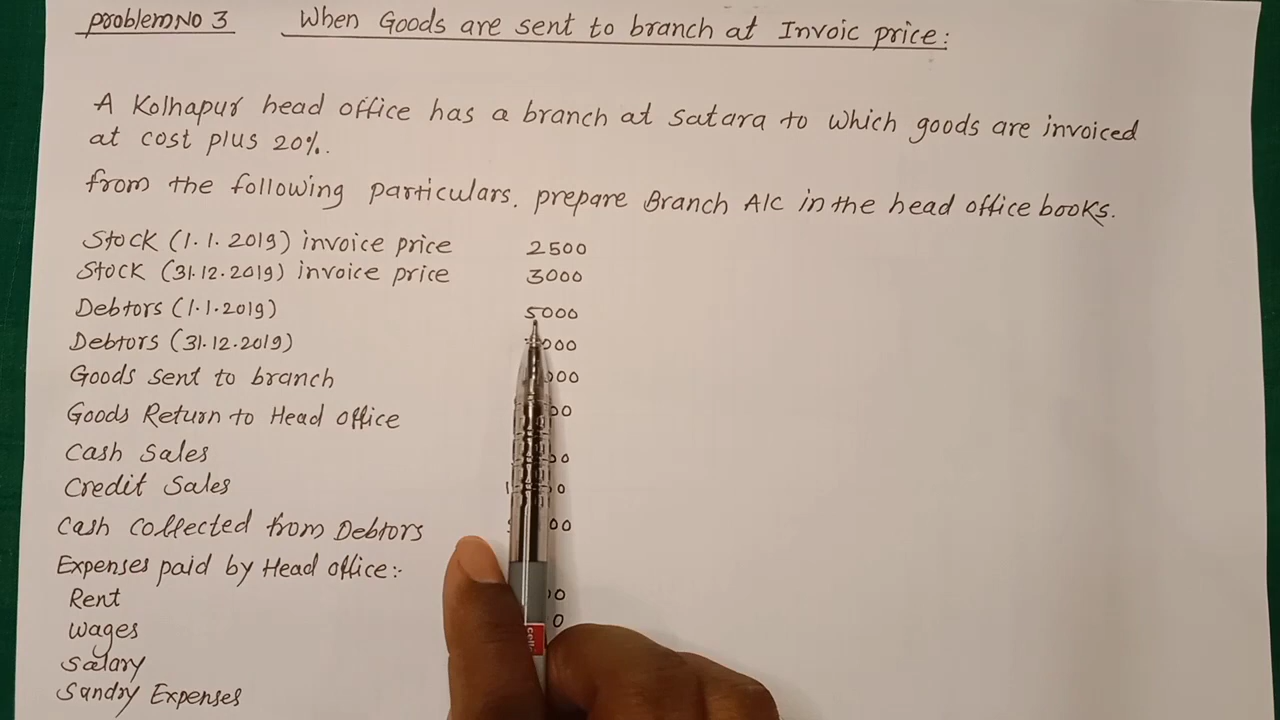 problem No 3 When Goods are sent to branch at Invoic price:
A Kolhapur head office has a branch at satara to which goods are invoiced
at cost plus 20%.
from the following particulars. prepare Branch A/C in the head office books.
Stock (1.1.2019) invoice price 2500
Stock (31.12.2019) invoice price 3000
Debtors (1.1.2019) 5000
Debtors (31.12.2019)
Goods sent to branch
Goods Return to Head office
Cash Sales
Credit Sales
Cash collected from Debtors
Expenses paid by Head office:-
Rent
Wages
Salary
Sandry Expenses